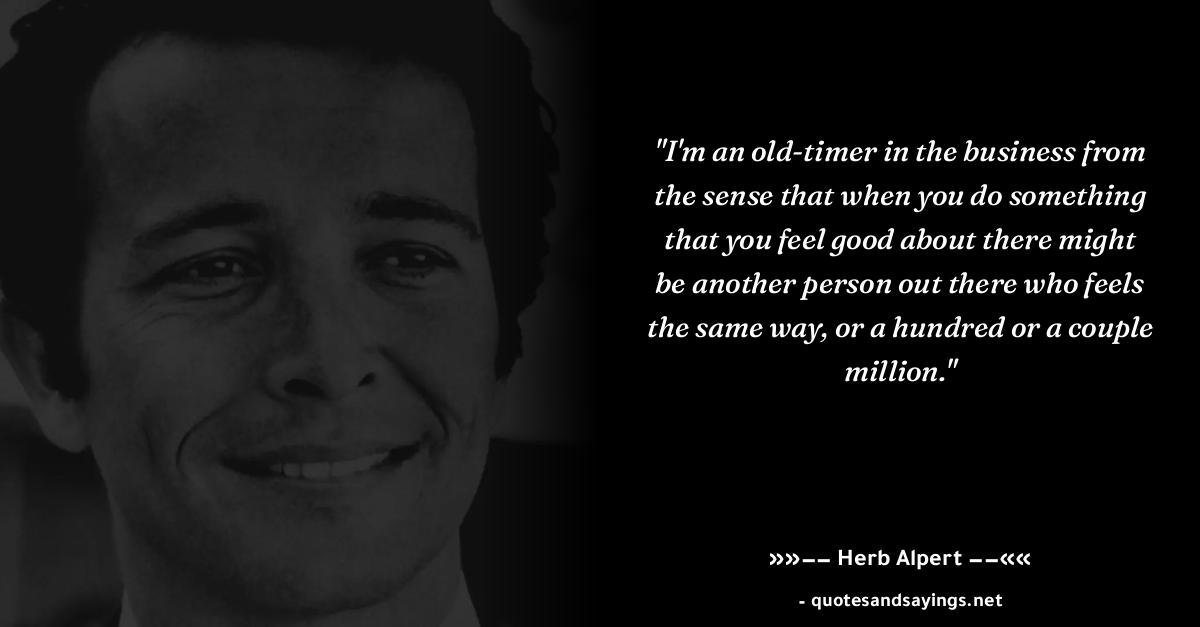 "I'm an old-timer in the business from
the sense that when you do something
that you feel good about there might
be another person out there who feels
the same way, or a hundred or a couple
million."
»»–– Herb Alpert ––««
- quotesandsayings.net